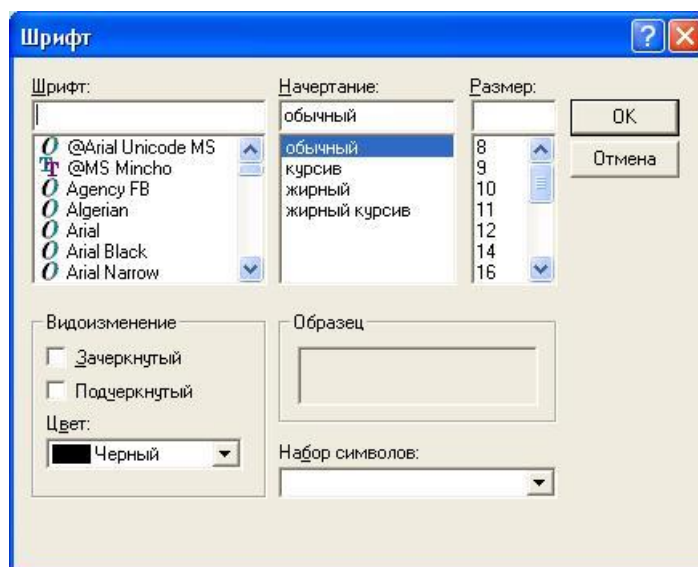 Шрифт
Шрифт:
Начертание:
Размер:
обычный
OK
@Arial Unicode MS
@MS Mincho
Agency FB
Algerian
Arial
Arial Black
Arial Narrow
обычный
курсив
жирный
жирный курсив
8
9
10
11
12
14
16
Отмена
Видоизменение
Зачеркнутый
Подчеркнутый
Цвет:
Черный
Образец
Набор символов: